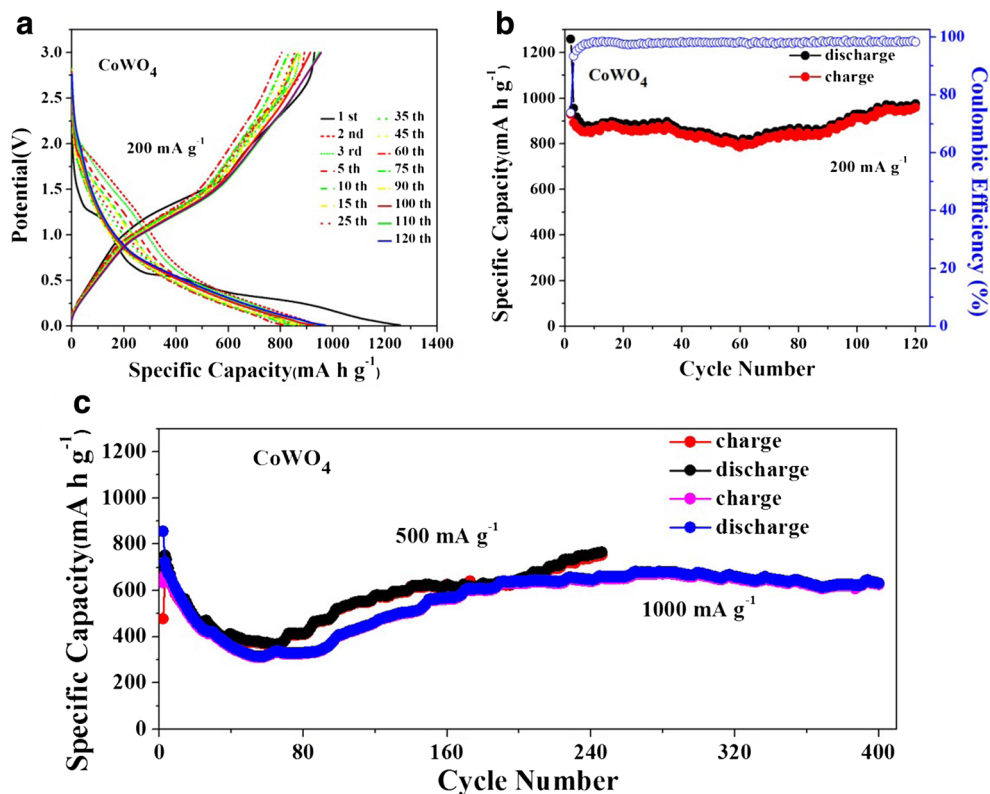 a
CoWO4
200 mA g-1
1 st
2 nd
3 rd
5 th
10 th
15 th
25 th
35 th
45 th
60 th
75 th
90 th
100 th
110 th
120 th
Potential(V)
3.0
2.5
2.0
1.5
1.0
0.5
0.0
0 200 400 600 800 1000 1200 1400
Specific Capacity(mA h g-1)
b
CoWO4
discharge
charge
200 mA g-1
Specific Capacity(mA h g-1)
1200
1000
800
600
400
200
0
Coulombic Efficiency (%)
100
80
60
40
20
0
0 20 40 60 80 100 120
Cycle Number
c
CoWO4
charge
discharge
charge
discharge
500 mA g-1
1000 mA g-1
Specific Capacity(mA h g-1)
1200
1000
800
600
400
200
0
0 80 160 240 320 400
Cycle Number